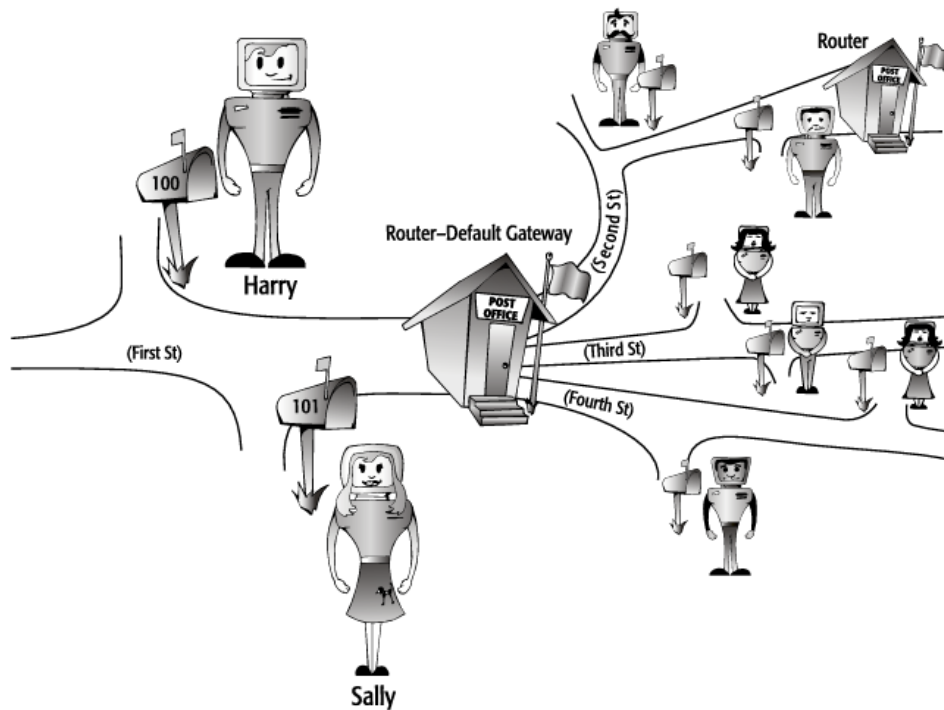 Router
POST
OFFICE
100
Harry
Router–Default Gateway
(Second St)
POST
OFFICE
(First St)
(Third St)
101
(Fourth St)
Sally